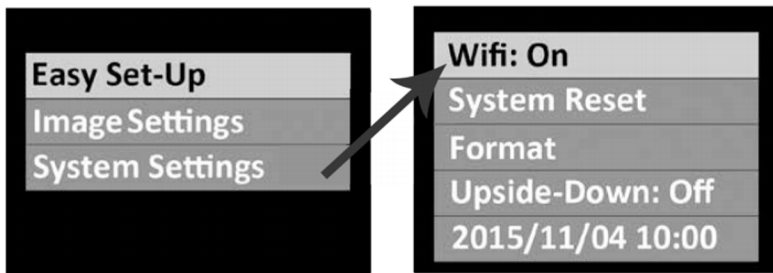 Easy Set-Up
Image Settings
System Settings
Wifi: On
System Reset
Format
Upside-Down: Off
2015/11/04 10:00